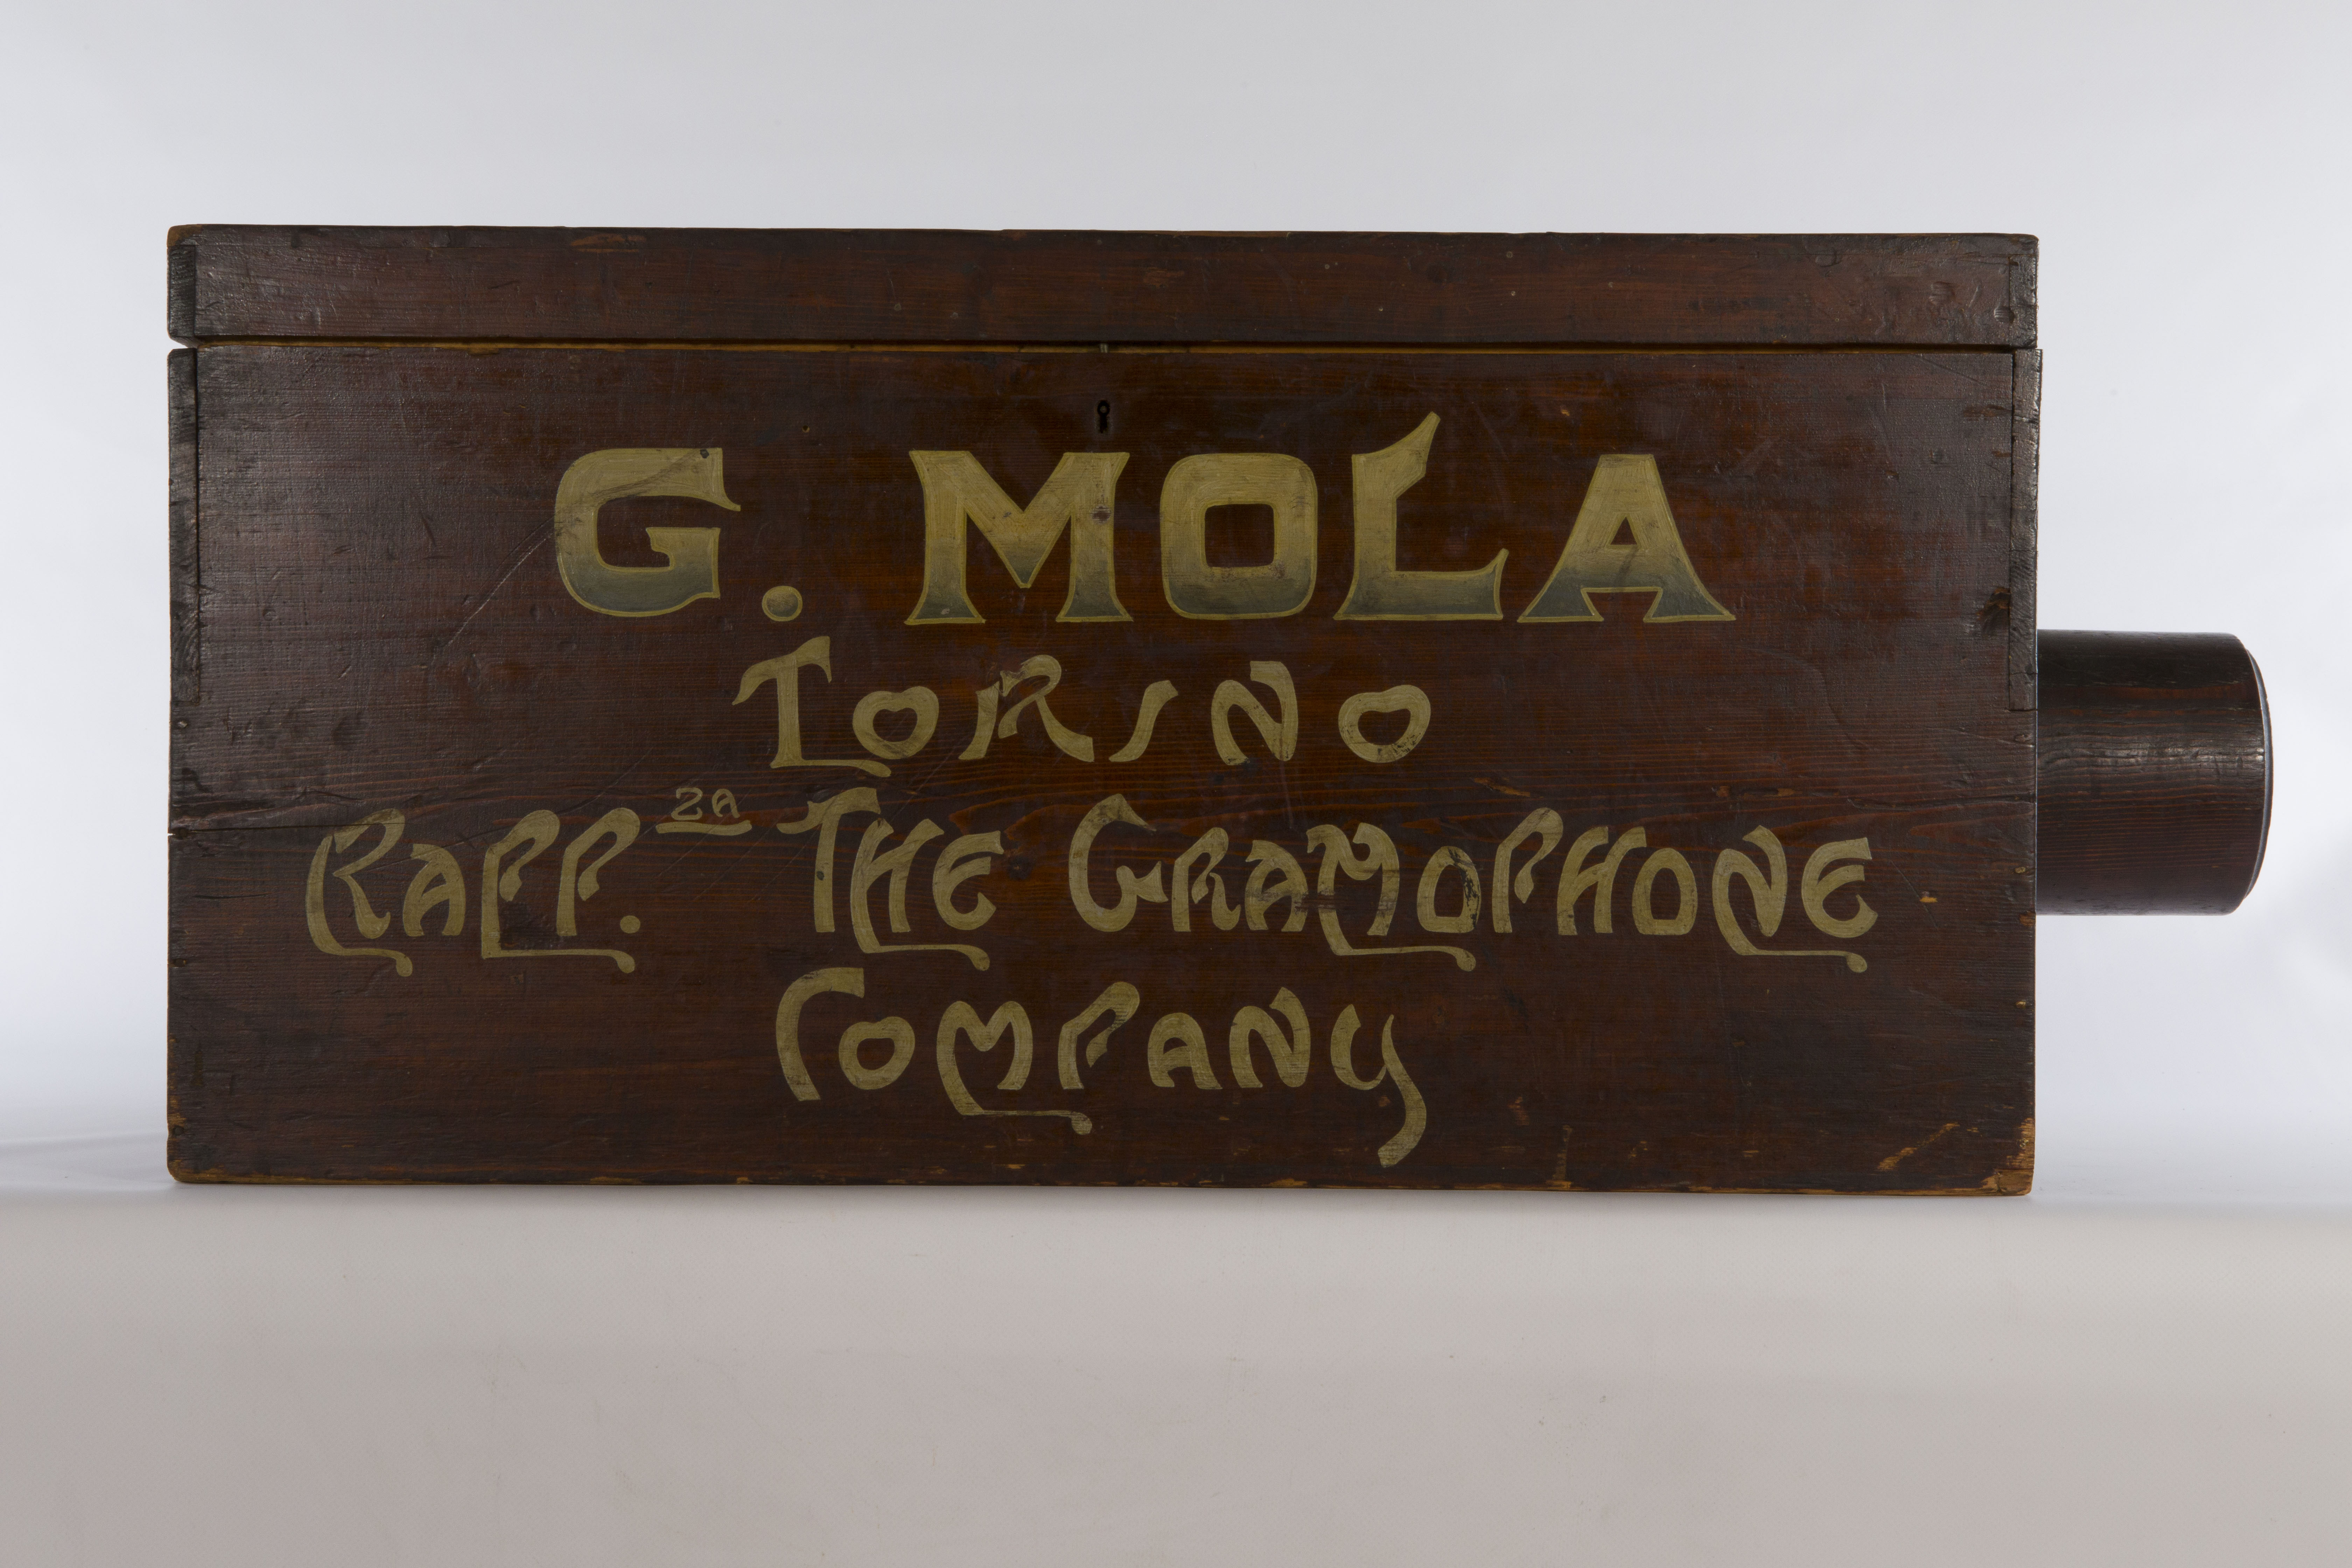 G. MOLA
TORINO
RAPP.za THE GRAMOPHONE
COMPANY